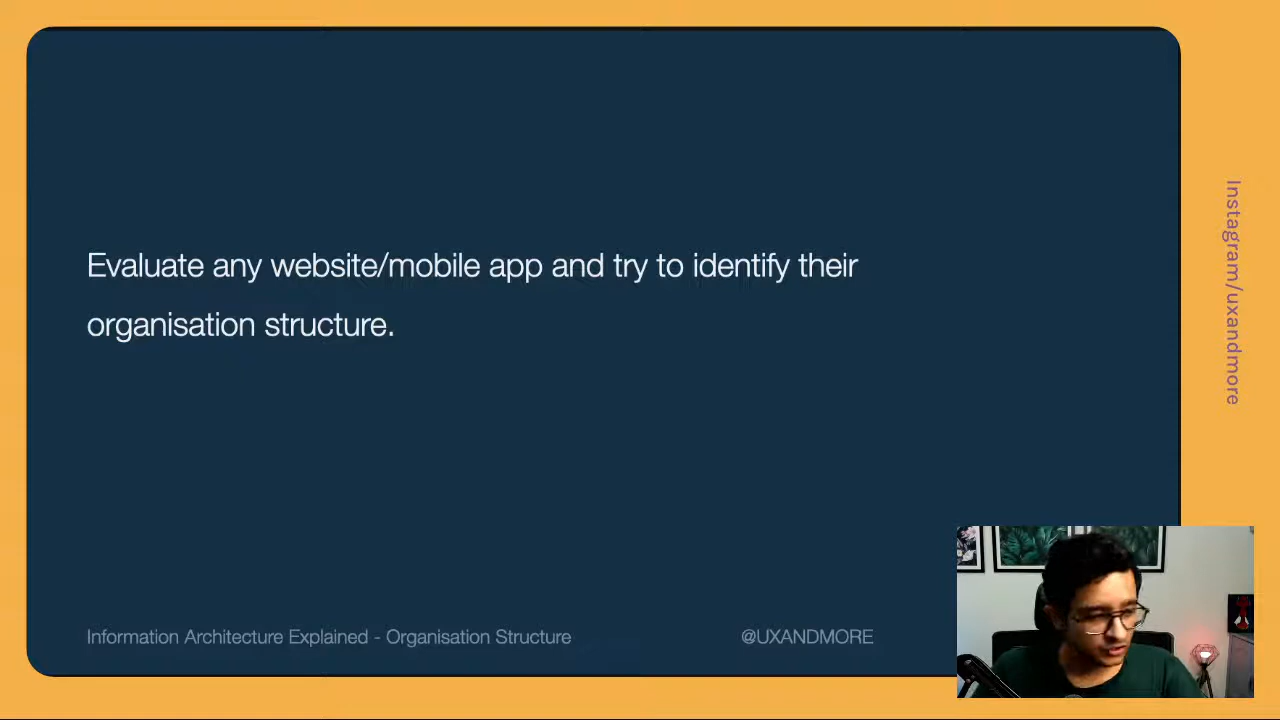 Evaluate any website/mobile app and try to identify their
organisation structure.
Information Architecture Explained - Organisation Structure
@UXANDMORE
Instagram/uxandmore